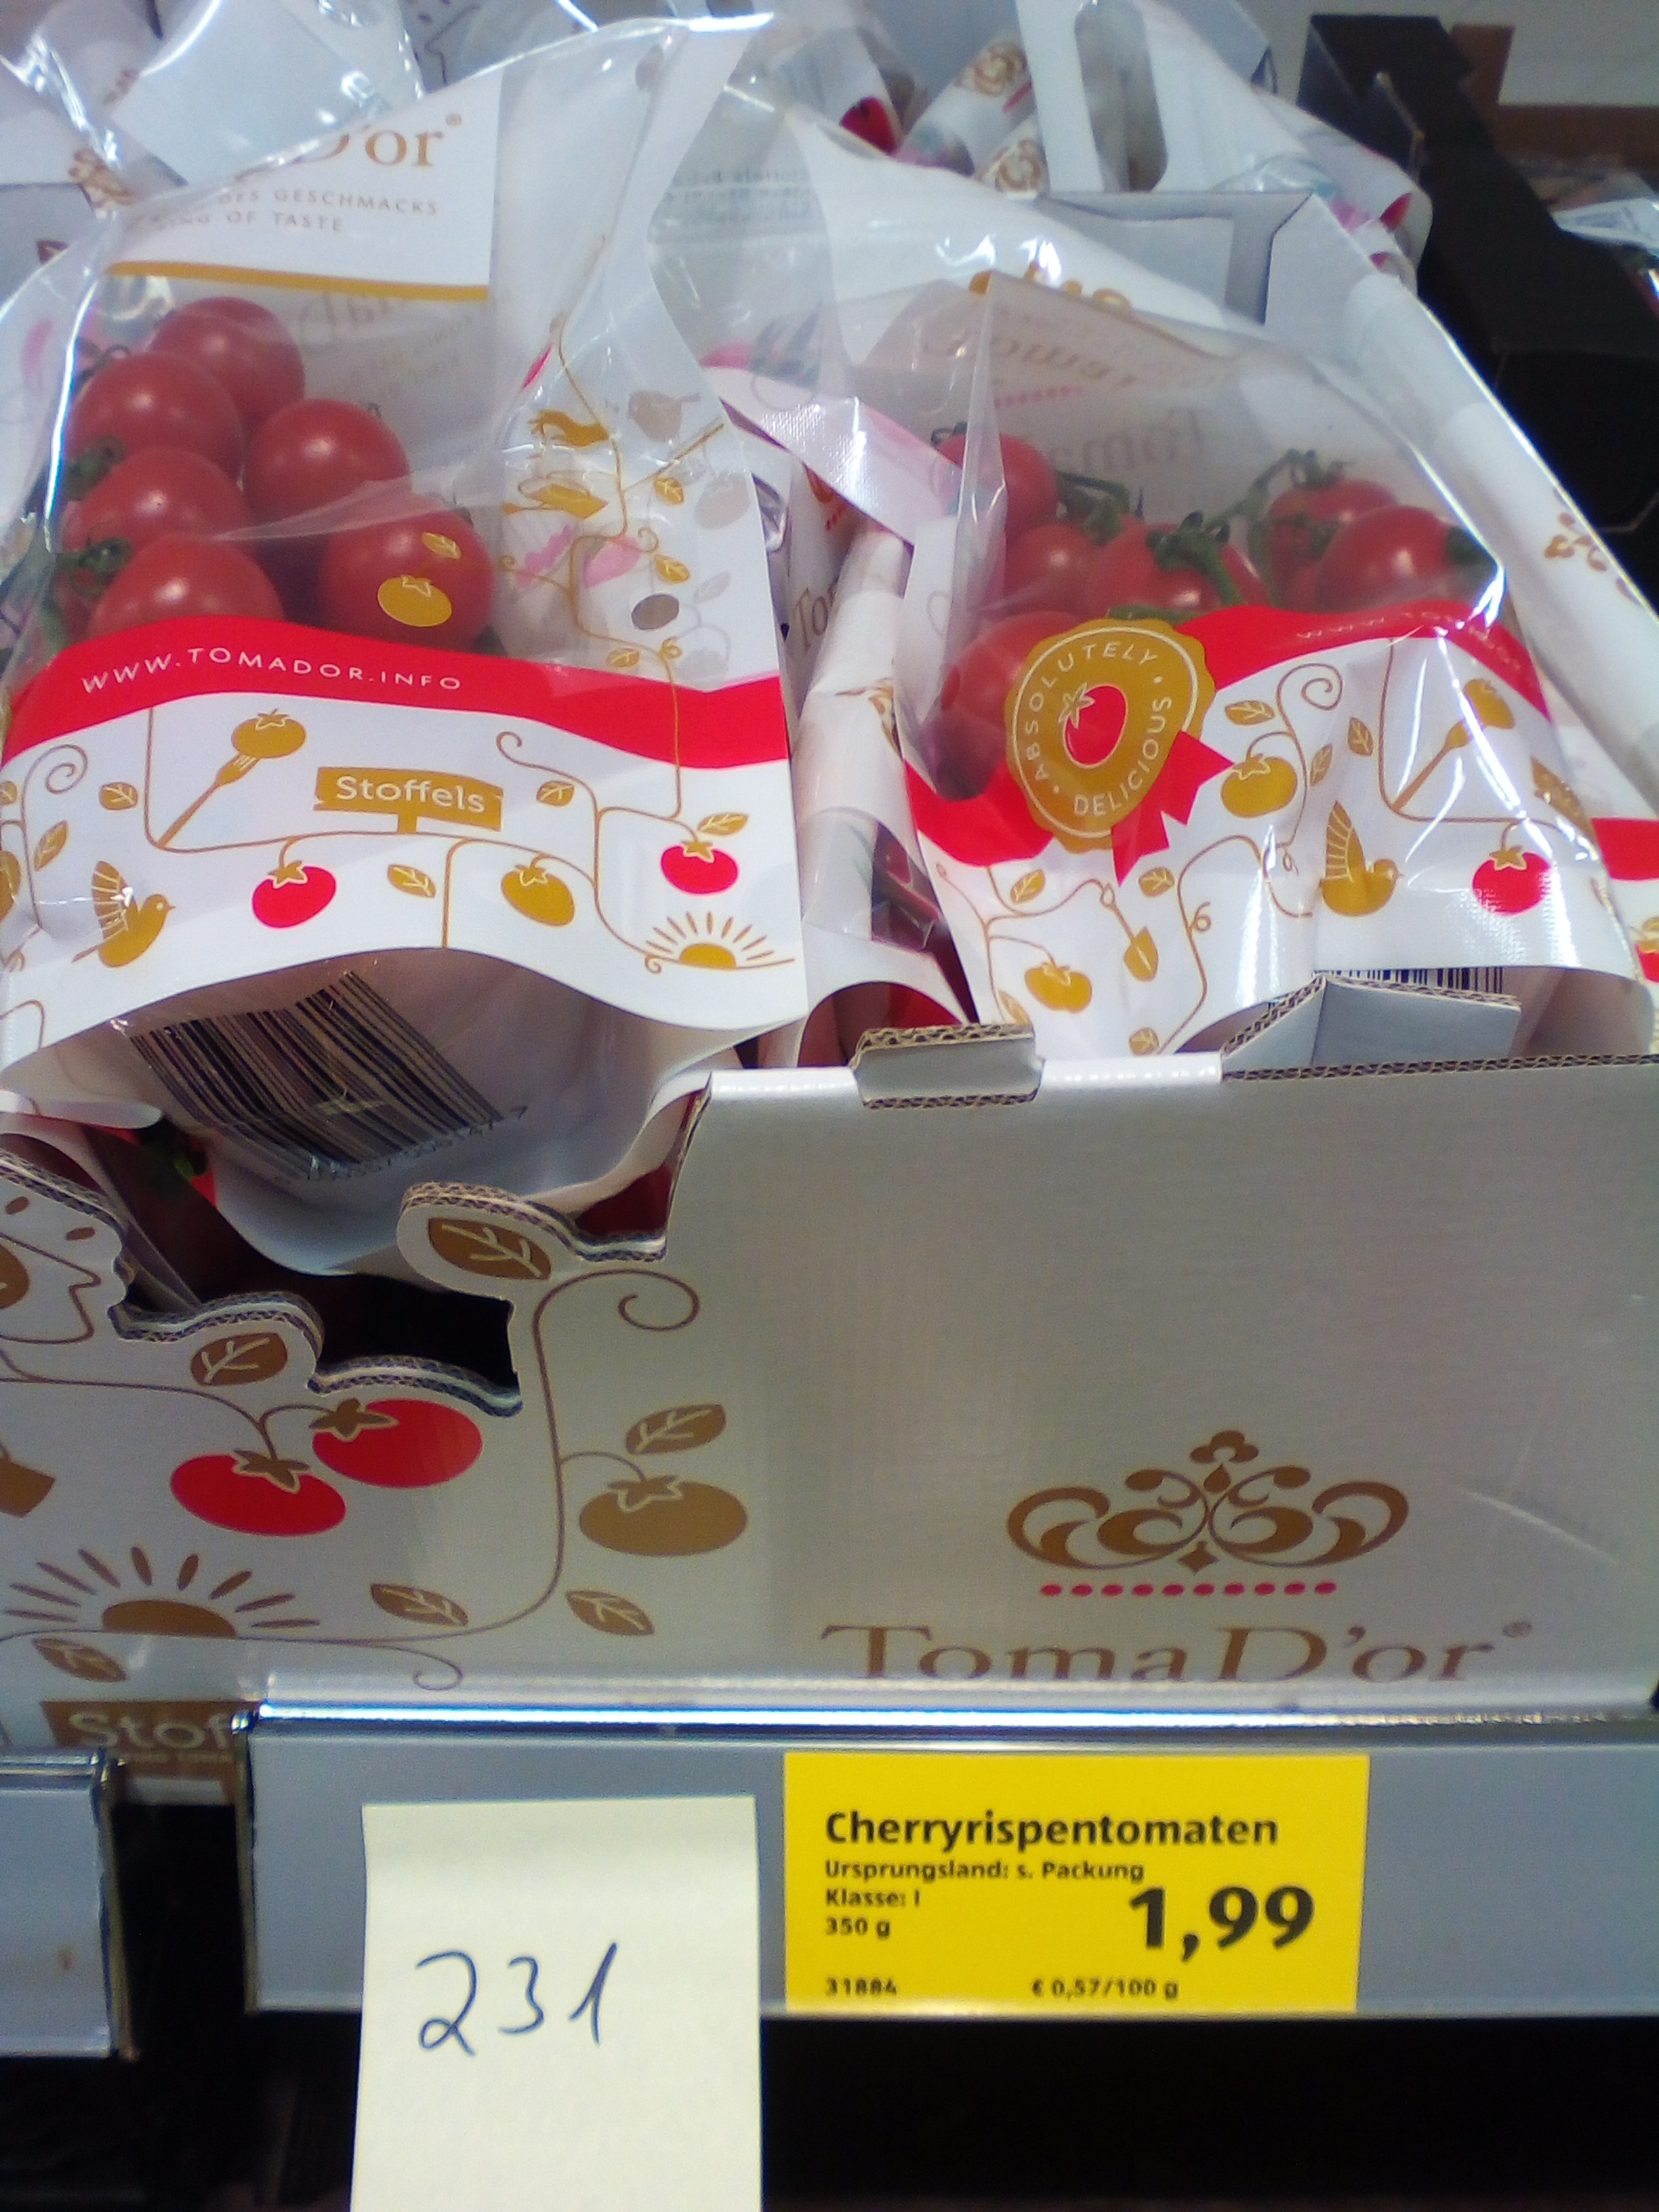 D'or®
DES GESCHMACKS
KING OF TASTE
WWW.TOMADOR.INFO
Stoffels
ABSOLUTELY
DELICIOUS
TomaD'or®
Cherryrispentomaten
Ursprungsland: s. Packung
Klasse: I
350 g
1,99
31884
€ 0,57/100 g
231